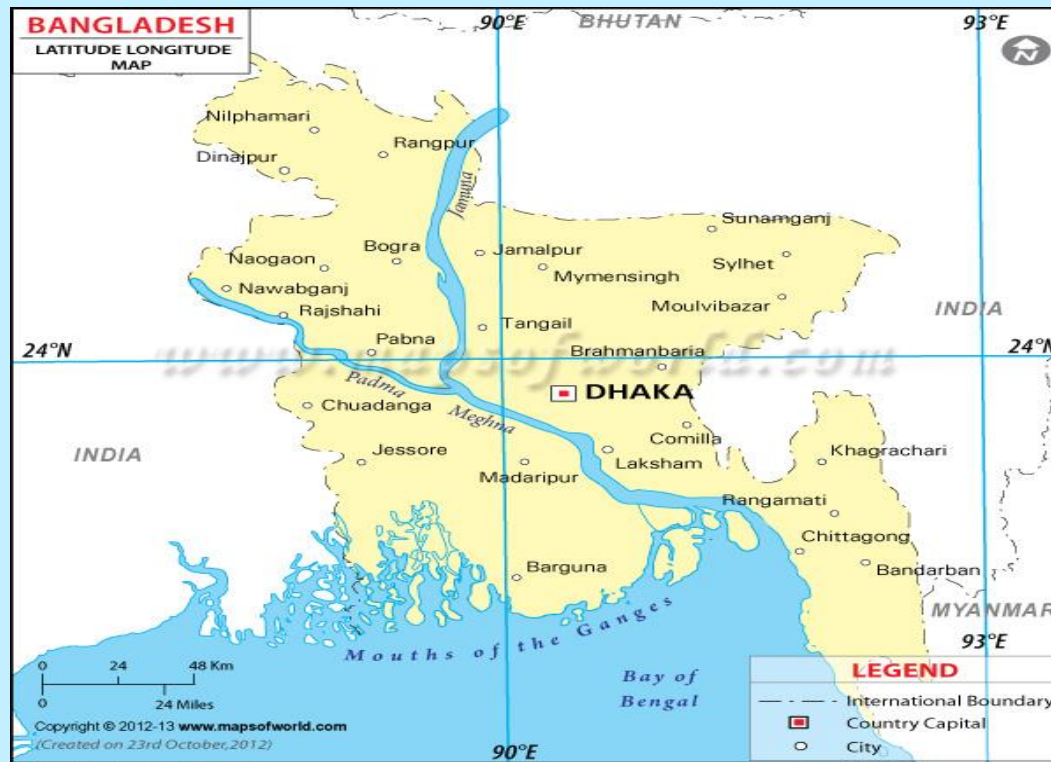 BANGLADESH
LATITUDE LONGITUDE
MAP
90°E
BHUTAN
93°E
N
Nilphamari
Rangpur
Dinajpur
Jamuna
Sunamganj
Bogra
Jamalpur
Sylhet
Naogaon
Mymensingh
Nawabganj
Moulvibazar
Rajshahi
INDIA
Tangail
Pabna
Brahmanbaria
24°N
24°N
www.mapsofworld.com
Padma
DHAKA
Chuadanga
Meghna
Comilla
INDIA
Jessore
Laksham
Khagrachari
Madaripur
Rangamati
Chittagong
Barguna
Bandarban
MYANMAR
Mouths of the Ganges
93°E
0 24 48 Km
0 24 Miles
Bay of
Bengal
LEGEND
International Boundary
Country Capital
City
Copyright © 2012-13 www.mapsofworld.com
(Created on 23rd October,2012)
90°E